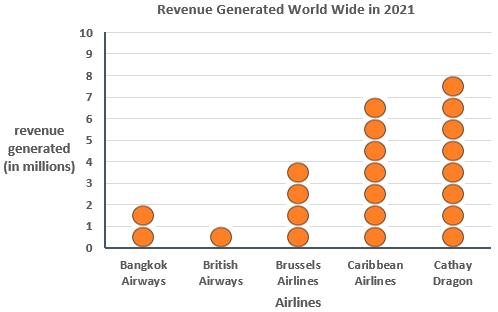 Revenue Generated World Wide in 2021
10
9
8
7
6
5
4
3
2
1
0
revenue
generated
(in millions)
Bangkok
Airways
British
Airways
Brussels
Airlines
Caribbean
Airlines
Cathay
Dragon
Airlines